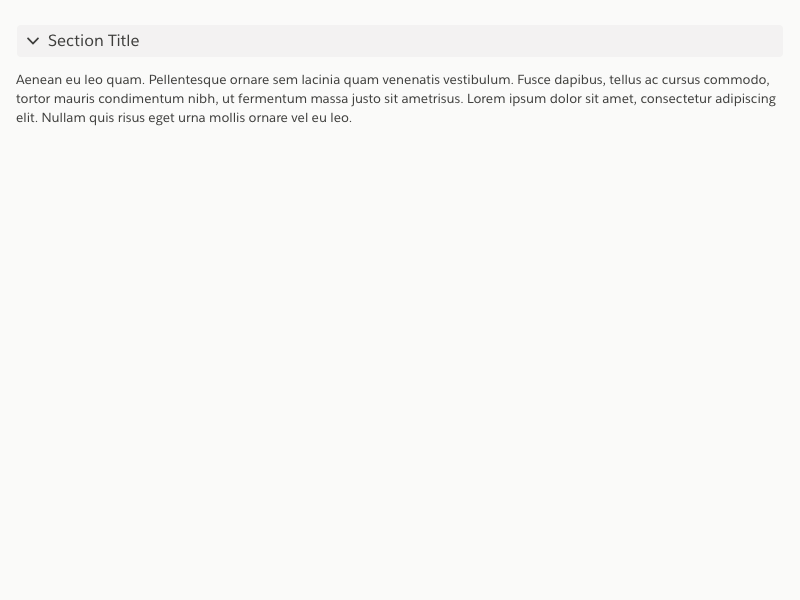 Section Title
Aenean eu leo quam. Pellentesque ornare sem lacinia quam venenatis vestibulum. Fusce dapibus, tellus ac cursus commodo,
tortor mauris condimentum nibh, ut fermentum massa justo sit ametrisus. Lorem ipsum dolor sit amet, consectetur adipiscing
elit. Nullam quis risus eget urna mollis ornare vel eu leo.